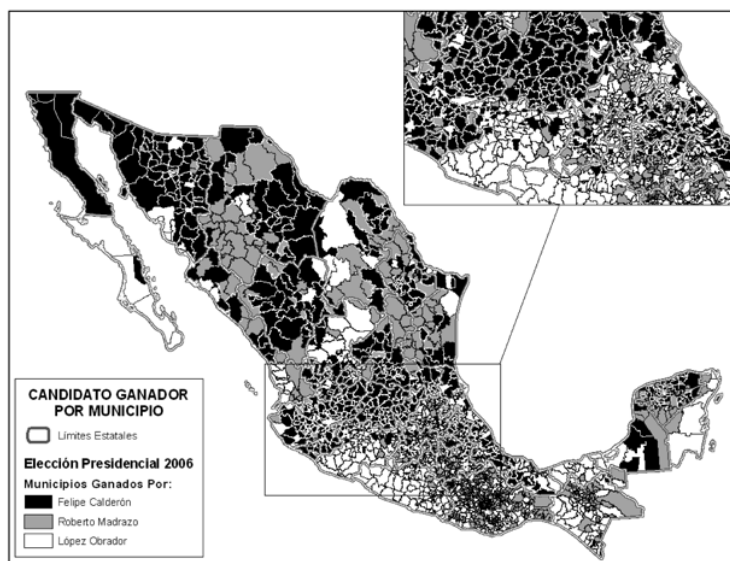 CANDIDATO GANADOR
POR MUNICIPIO
Límites Estatales
Elección Presidencial 2006
Municipios Ganados Por:
Felipe Calderón
Roberto Madrazo
López Obrador